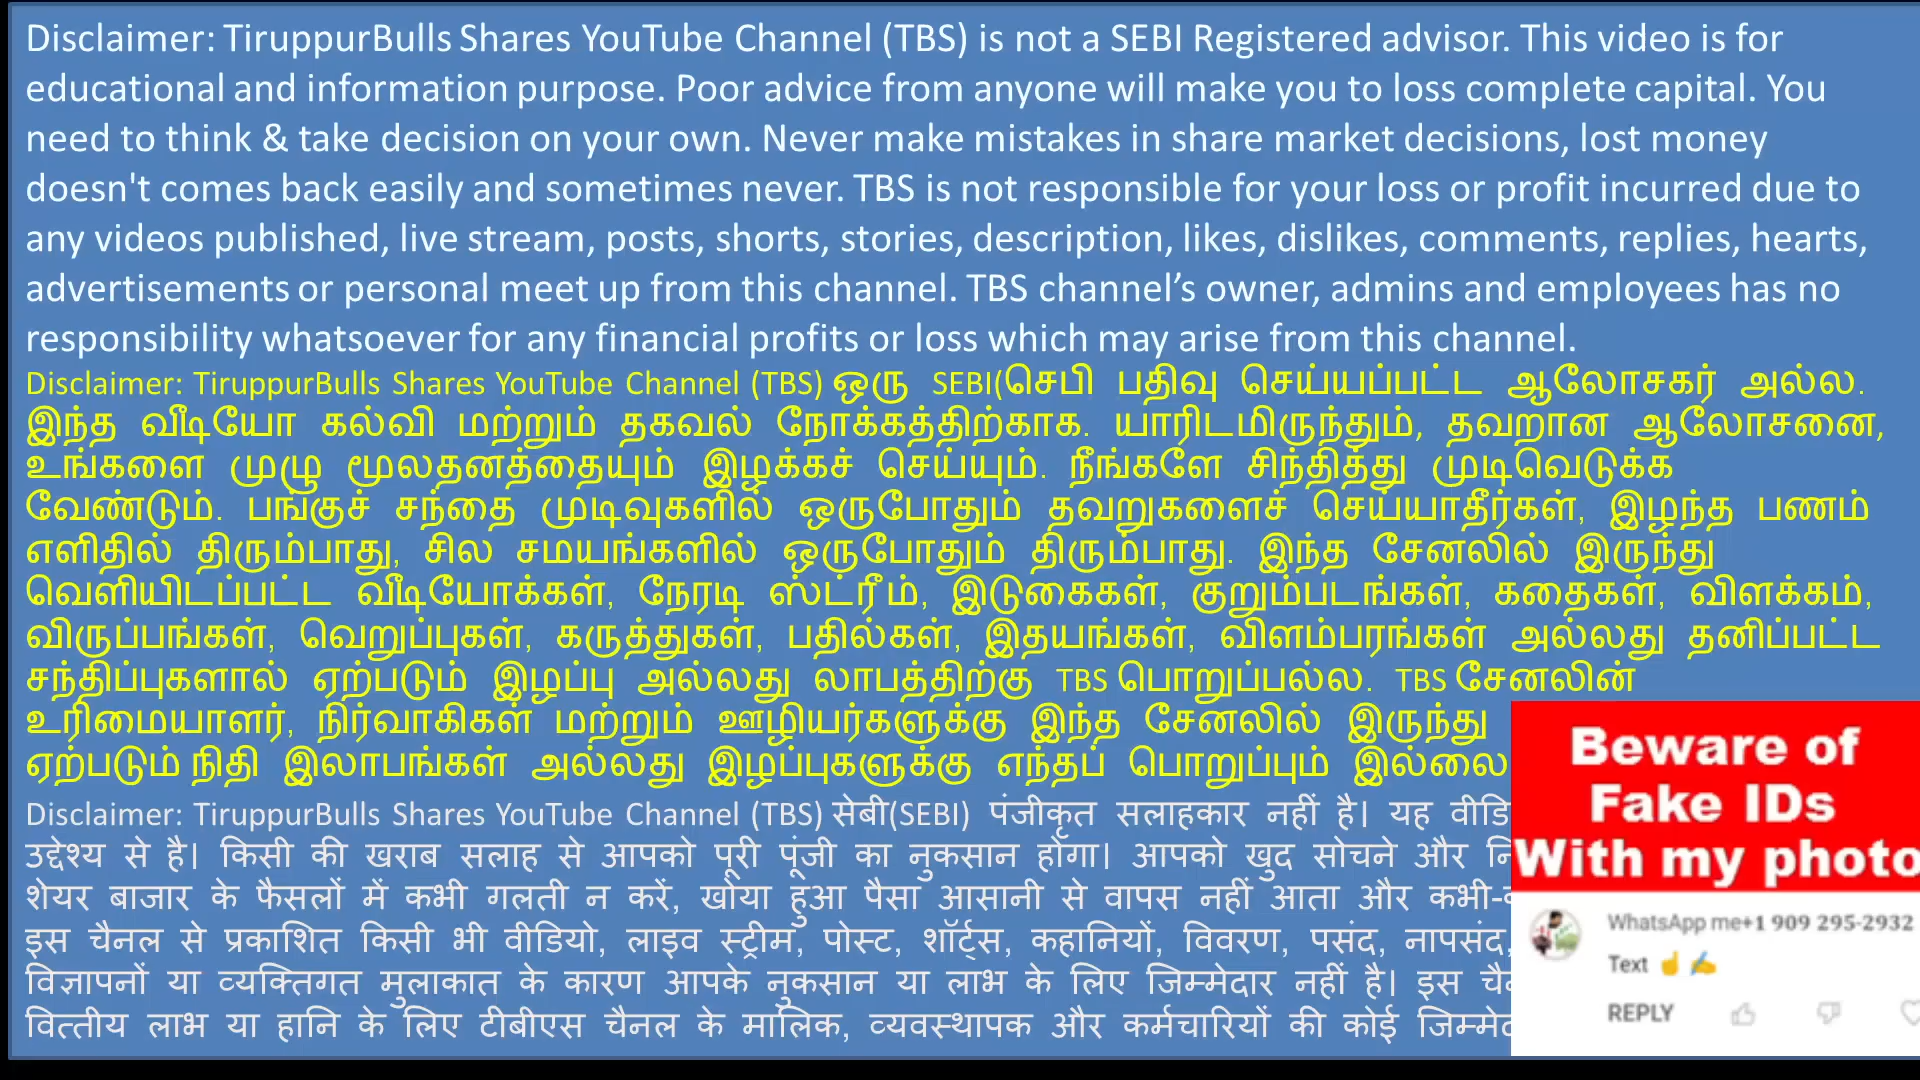 Disclaimer: TiruppurBulls Shares YouTube Channel (TBS) is not a SEBI Registered advisor. This video is for
educational and information purpose. Poor advice from anyone will make you to loss complete capital. You
need to think & take decision on your own. Never make mistakes in share market decisions, lost money
doesn't comes back easily and sometimes never. TBS is not responsible for your loss or profit incurred due to
any videos published, live stream, posts, shorts, stories, description, likes, dislikes, comments, replies, hearts,
advertisements or personal meet up from this channel. TBS channel’s owner, admins and employees has no
responsibility whatsoever for any financial profits or loss which may arise from this channel.
Disclaimer: TiruppurBulls Shares YouTube Channel (TBS) ஒரு SEBI(செபி பதிவு செய்யப்பட்ட ஆலோசகர் அல்ல.
இந்த வீடியோ கல்வி மற்றும் தகவல் நோக்கத்திற்காக. யாரிடமிருந்தும், தவறான ஆலோசனை,
உங்களை முழு மூலதனத்தையும் இழக்கச் செய்யும். நீங்களே சிந்தித்து முடிவெடுக்க
வேண்டும். பங்குச் சந்தை முடிவுகளில் ஒருபோதும் தவறுகளைச் செய்யாதீர்கள், இழந்த பணம்
எளிதில் திரும்பாது, சில சமயங்களில் ஒருபோதும் திரும்பாது. இந்த சேனலில் இருந்து
வெளியிடப்பட்ட வீடியோக்கள், நேரடி ஸ்ட்ரீம், இடுகைகள், குறும்படங்கள், கதைகள், விளக்கம்,
விருப்பங்கள், வெறுப்புகள், கருத்துகள், பதில்கள், இதயங்கள், விளம்பரங்கள் அல்லது தனிப்பட்ட
சந்திப்புகளால் ஏற்படும் இழப்பு அல்லது லாபத்திற்கு TBS பொறுப்பல்ல. TBS சேனலின்
உரிமையாளர், நிர்வாகிகள் மற்றும் ஊழியர்களுக்கு இந்த சேனலில் இருந்து
ஏற்படும் நிதி இலாபங்கள் அல்லது இழப்புகளுக்கு எந்தப் பொறுப்பும் இல்லை
Disclaimer: TiruppurBulls Shares YouTube Channel (TBS) सेबी(SEBI) पंजीकृत सलाहकार नहीं है। यह
उद्देश्य से है। किसी की खराब सलाह से आपको पूरी पूंजी का नुकसान होगा। आपको खुद सोचने और
शेयर बाजार के फैसलों में कभी गलती न करें, खोया हुआ पैसा आसानी से वापस नहीं आता और
इस चैनल से प्रकाशित किसी भी वीडियो, लाइव स्ट्रीम, पोस्ट, शॉर्ट्स, कहानियों, विवरण, पसंद, नापसंद,
विज्ञापनों या व्यक्तिगत मुलाकात के कारण आपके नुकसान या लाभ के लिए जिम्मेदार नहीं है। इस
वित्तीय लाभ या हानि के लिए टीबीएस चैनल के मालिक, व्यवस्थापक और कर्मचारियों की कोई
Beware of
Fake IDs
With my photo
WhatsApp me+1 909 295-2932
Text ☝️✍️
REPLY